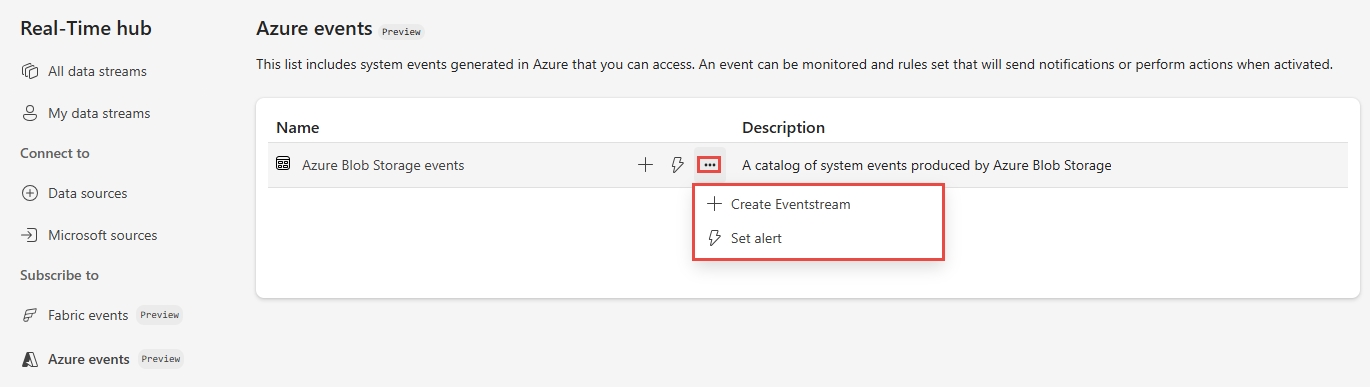 Real-Time hub
All data streams
My data streams
Connect to
Data sources
Microsoft sources
Subscribe to
Fabric events Preview
Azure events Preview
Azure events Preview
This list includes system events generated in Azure that you can access. An event can be monitored and rules set that will send notifications or perform actions when activated.
Name Description
Azure Blob Storage events A catalog of system events produced by Azure Blob Storage
Create Eventstream
Set alert